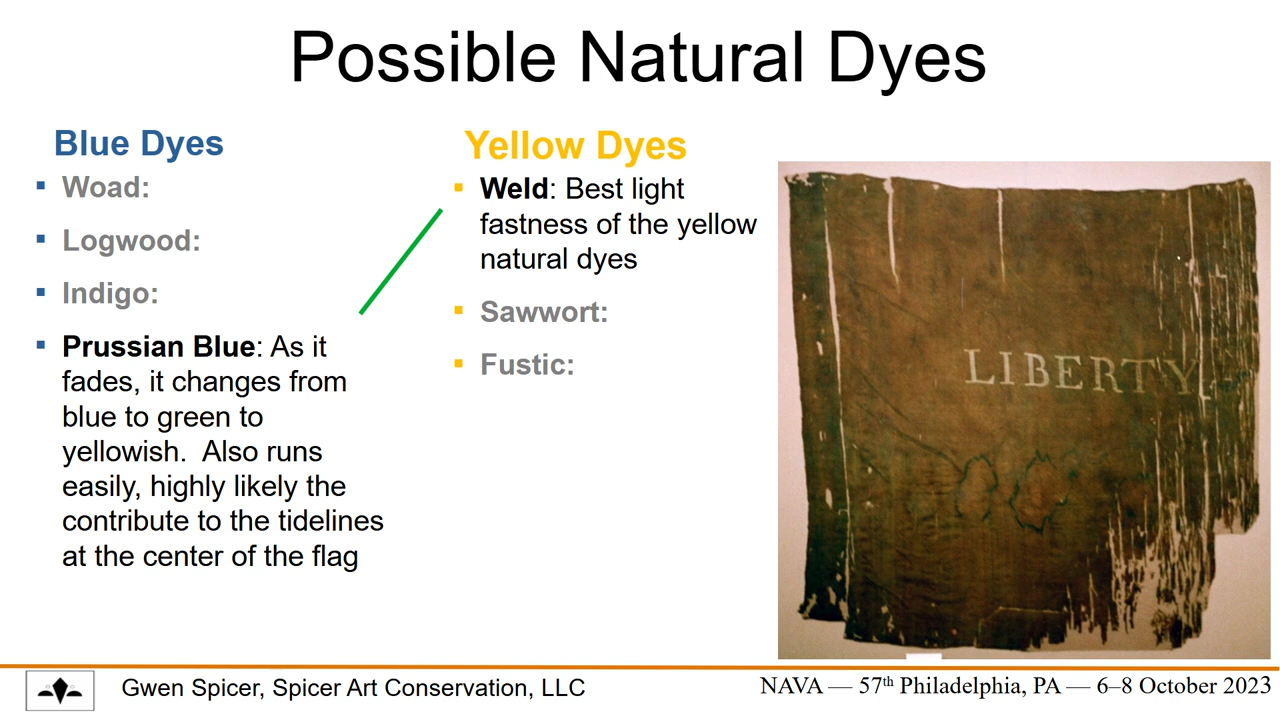 Possible Natural Dyes
Blue Dyes
Woad:
Logwood:
Indigo:
Prussian Blue: As it
fades, it changes from
blue to green to
yellowish.  Also runs
easily, highly likely the
contribute to the tidelines
at the center of the flag
Yellow Dyes
Weld: Best light
fastness of the yellow
natural dyes
Sawwort:
Fustic:
LIBERTY
Gwen Spicer, Spicer Art Conservation, LLC
NAVA — 57th Philadelphia, PA — 6–8 October 2023